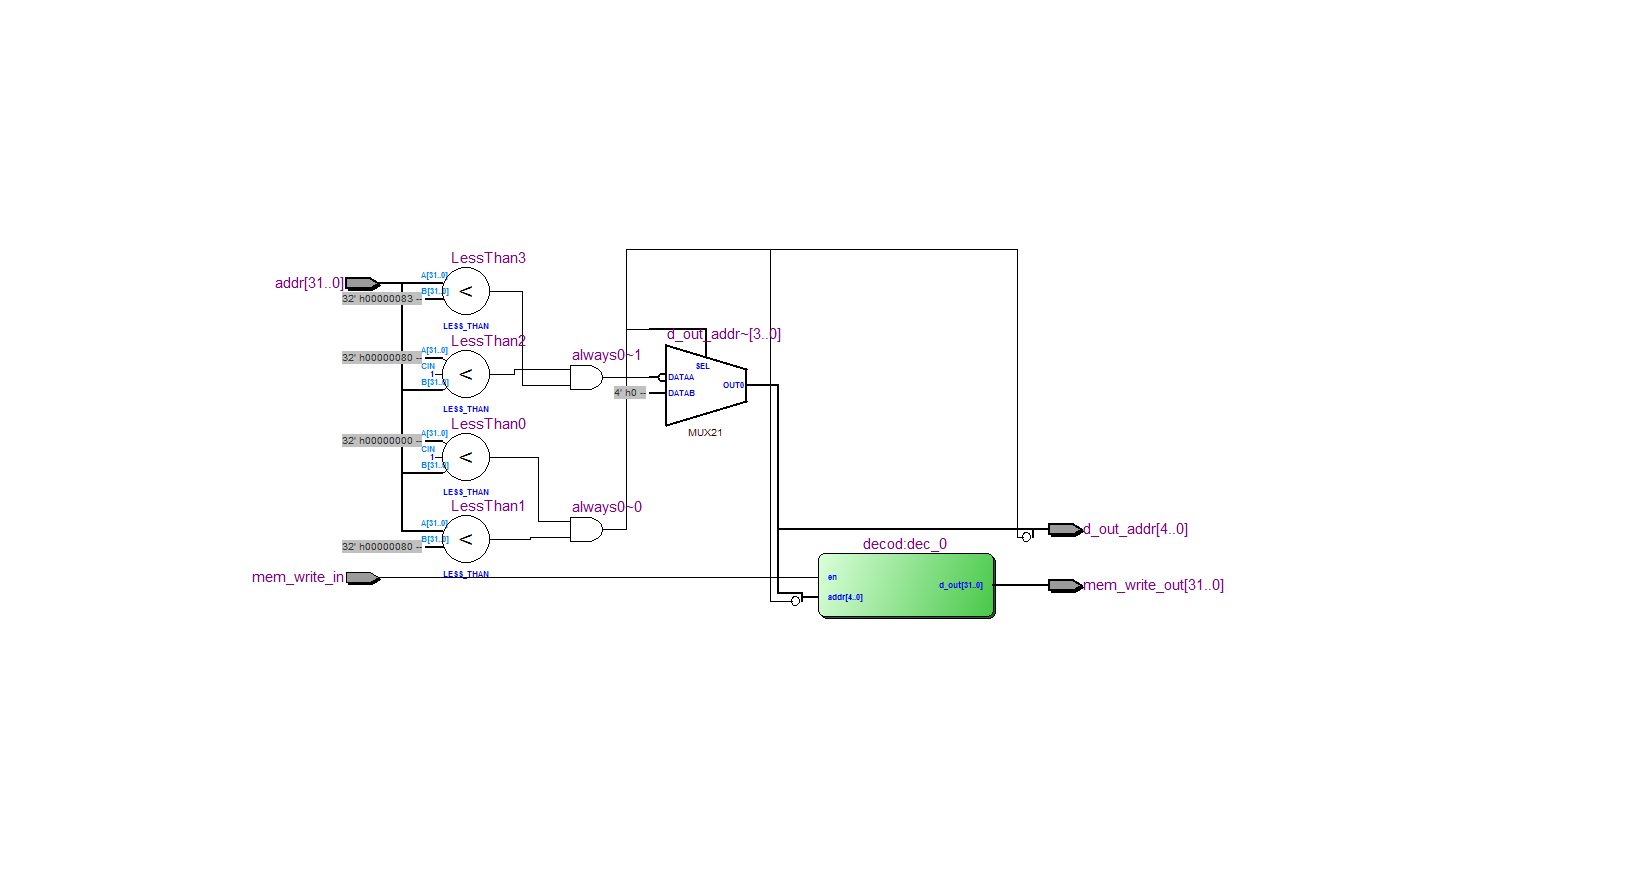 LessThan3
addr[31..0]
A[31..0]
32' h00000083 --
B[31..0]
<
LESS_THAN
LessThan2
32' h00000080 --
A[31..0]
CIN
1
B[31..0]
<
LESS_THAN
always0~1
d_out_addr~[3..0]
SEL
DATAA
4' h0 --
DATAB
OUT0
MUX21
LessThan0
32' h00000000 --
A[31..0]
CIN
1
B[31..0]
<
LESS_THAN
LessThan1
A[31..0]
32' h00000080 --
B[31..0]
<
LESS_THAN
always0~0
mem_write_in
decod:dec_0
en
addr[4..0]
d_out[31..0]
d_out_addr[4..0]
mem_write_out[31..0]